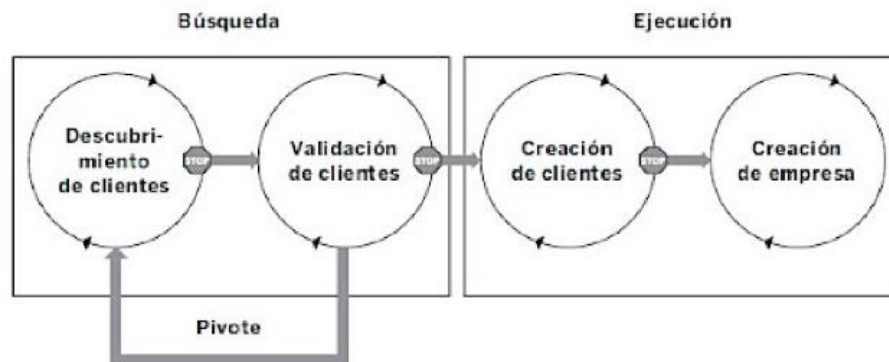 Búsqueda
Ejecución
Descubri-
miento
de clientes
STOP
Validación
de clientes
STOP
Creación
de clientes
STOP
Creación
de empresa
Pivote